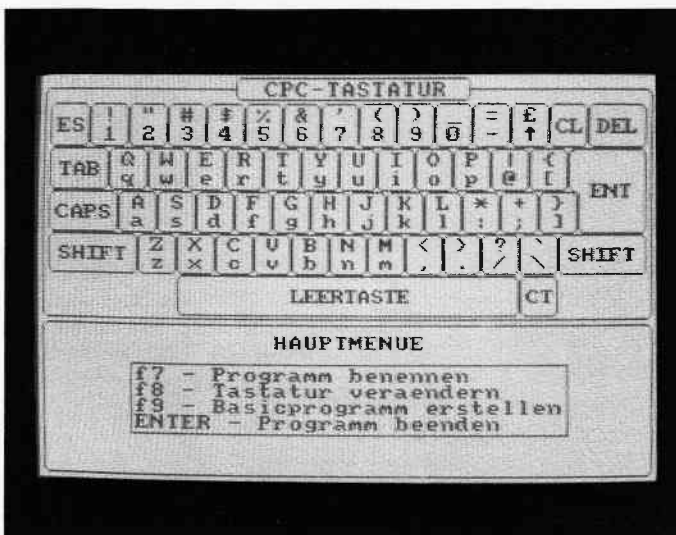 CPC-TASTATUR
ES ! " # $ % & ' ( ) _ = £ CL DEL
1 2 3 4 5 6 7 8 9 0 - ↑
TAB Q W E R T Y U I O P | {
q w e r t y u i o p @ [
ENT
CAPS A S D F G H J K L * + }
a s d f g h j k l : ; ]
SHIFT Z X C V B N M < > ? ` SHIFT
z x c v b n m , . / \
LEERTASTE CT
HAUPTMENUE
f7 - Programm benennen
f8 - Tastatur veraendern
f9 - Basicprogramm erstellen
ENTER - Programm beenden